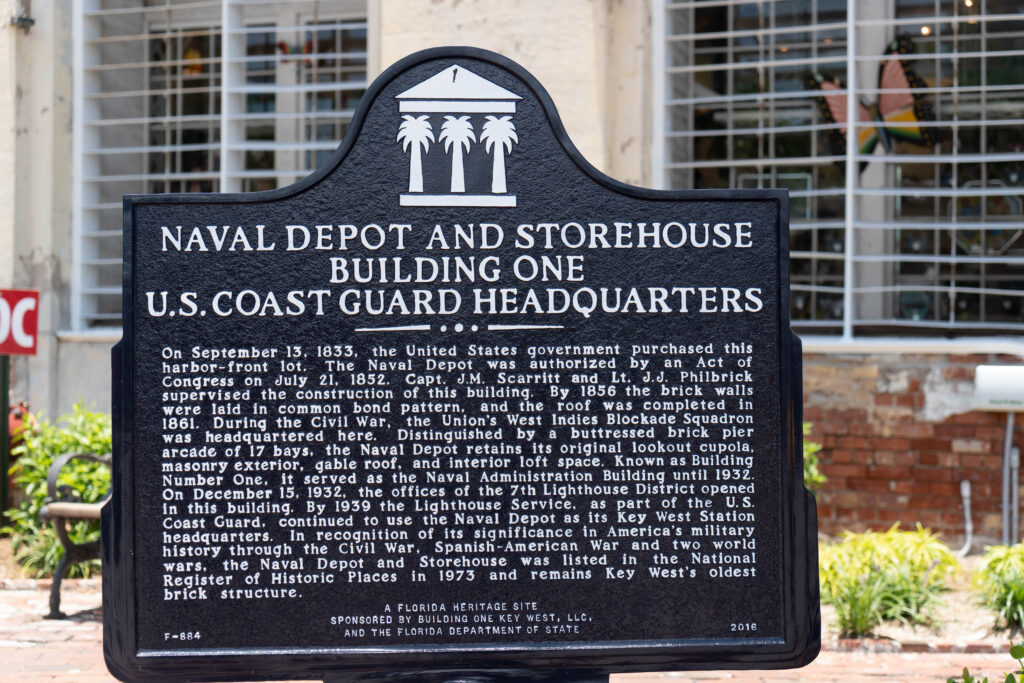 NAVAL DEPOT AND STOREHOUSE
BUILDING ONE
U.S. COAST GUARD HEADQUARTERS
On September 13, 1833, the United States government purchased this
harbor-front lot. The Naval Depot was authorized by an Act of
Congress on July 21, 1852. Capt. J.M. Scarritt and Lt. J.J. Philbrick
supervised the construction of this building. By 1856 the brick walls
were laid in common bond pattern, and the roof was completed in
1861. During the Civil War, the Union's West Indies Blockade Squadron
was headquartered here. Distinguished by a buttressed brick pier
arcade of 17 bays, the Naval Depot retains its original lookout cupola,
masonry exterior, gable roof, and interior loft space. Known as Building
Number One, it served as the Naval Administration Building until 1932.
On December 15, 1932, the offices of the 7th Lighthouse District opened
in this building. By 1939 the Lighthouse Service, as part of the U.S.
Coast Guard, continued to use the Naval Depot as its Key West Station
headquarters. In recognition of its significance in America's military
history through the Civil War, Spanish-American War and two world
wars, the Naval Depot and Storehouse was listed in the National
Register of Historic Places in 1973 and remains Key West's oldest
brick structure.
A FLORIDA HERITAGE SITE
SPONSORED BY BUILDING ONE KEY WEST, LLC,
AND THE FLORIDA DEPARTMENT OF STATE
F-884
2016
OC